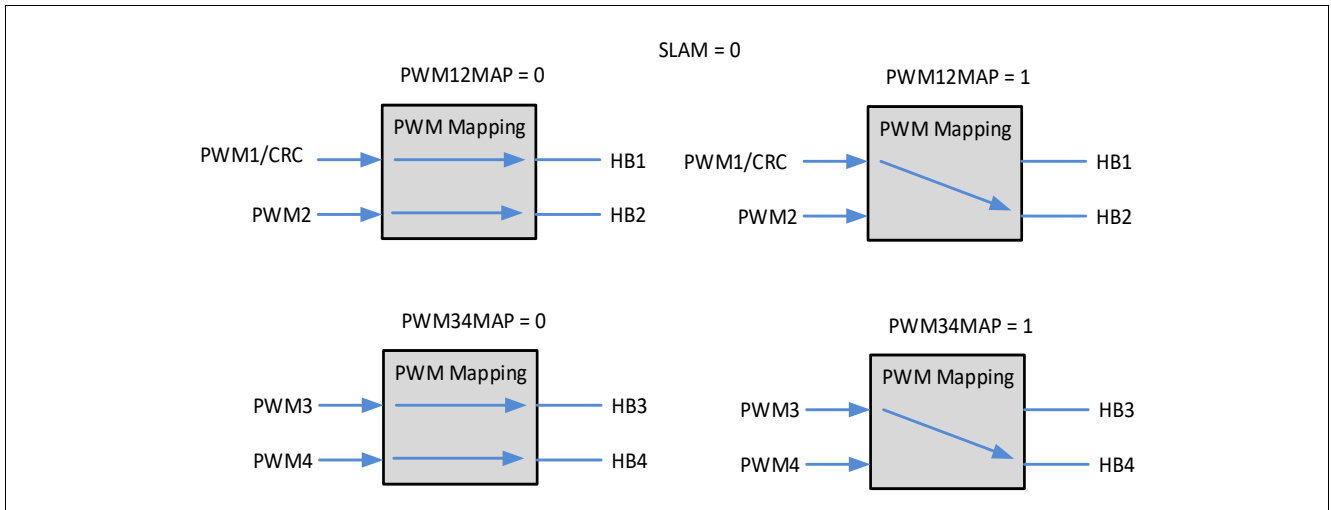 SLAM = 0
PWM12MAP = 0
PWM12MAP = 1
PWM Mapping
PWM Mapping
PWM1/CRC
HB1
PWM1/CRC
HB1
PWM2
HB2
PWM2
HB2
PWM34MAP = 0
PWM34MAP = 1
PWM Mapping
PWM Mapping
PWM3
HB3
PWM3
HB3
PWM4
HB4
PWM4
HB4